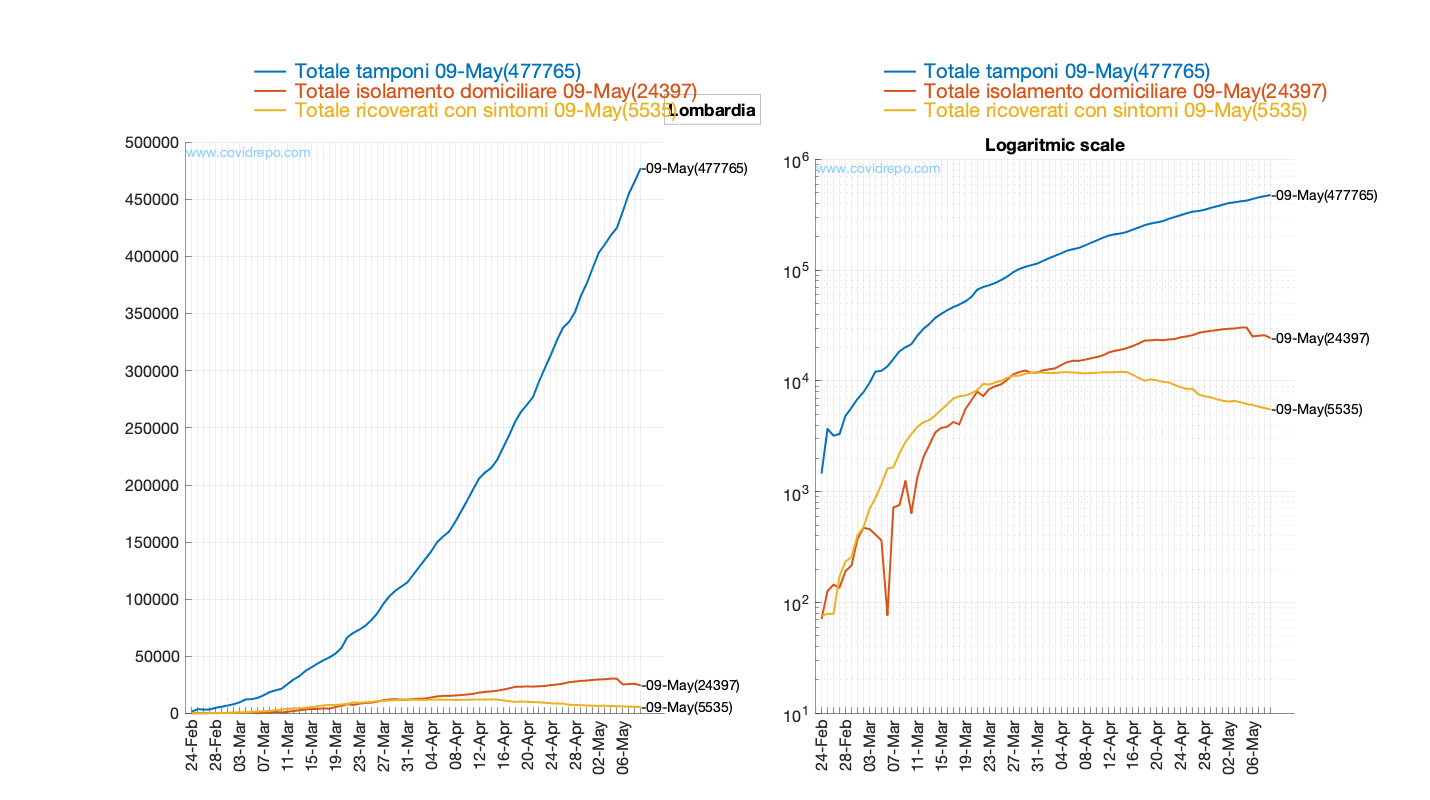 Totale tamponi 09-May(477765)
Totale isolamento domiciliare 09-May(24397)
Totale ricoverati con sintomi 09-May(5535)
Lombardia
www.covidrepo.com
500000
450000
400000
350000
300000
250000
200000
150000
100000
50000
0
-09-May(477765)
-09-May(24397)
-09-May(5535)
24-Feb
28-Feb
03-Mar
07-Mar
11-Mar
15-Mar
19-Mar
23-Mar
27-Mar
31-Mar
04-Apr
08-Apr
12-Apr
16-Apr
20-Apr
24-Apr
28-Apr
02-May
06-May
Totale tamponi 09-May(477765)
Totale isolamento domiciliare 09-May(24397)
Totale ricoverati con sintomi 09-May(5535)
Logaritmic scale
www.covidrepo.com
10^6
10^5
10^4
10^3
10^2
10^1
-09-May(477765)
-09-May(24397)
-09-May(5535)
24-Feb
28-Feb
03-Mar
07-Mar
11-Mar
15-Mar
19-Mar
23-Mar
27-Mar
31-Mar
04-Apr
08-Apr
12-Apr
16-Apr
20-Apr
24-Apr
28-Apr
02-May
06-May